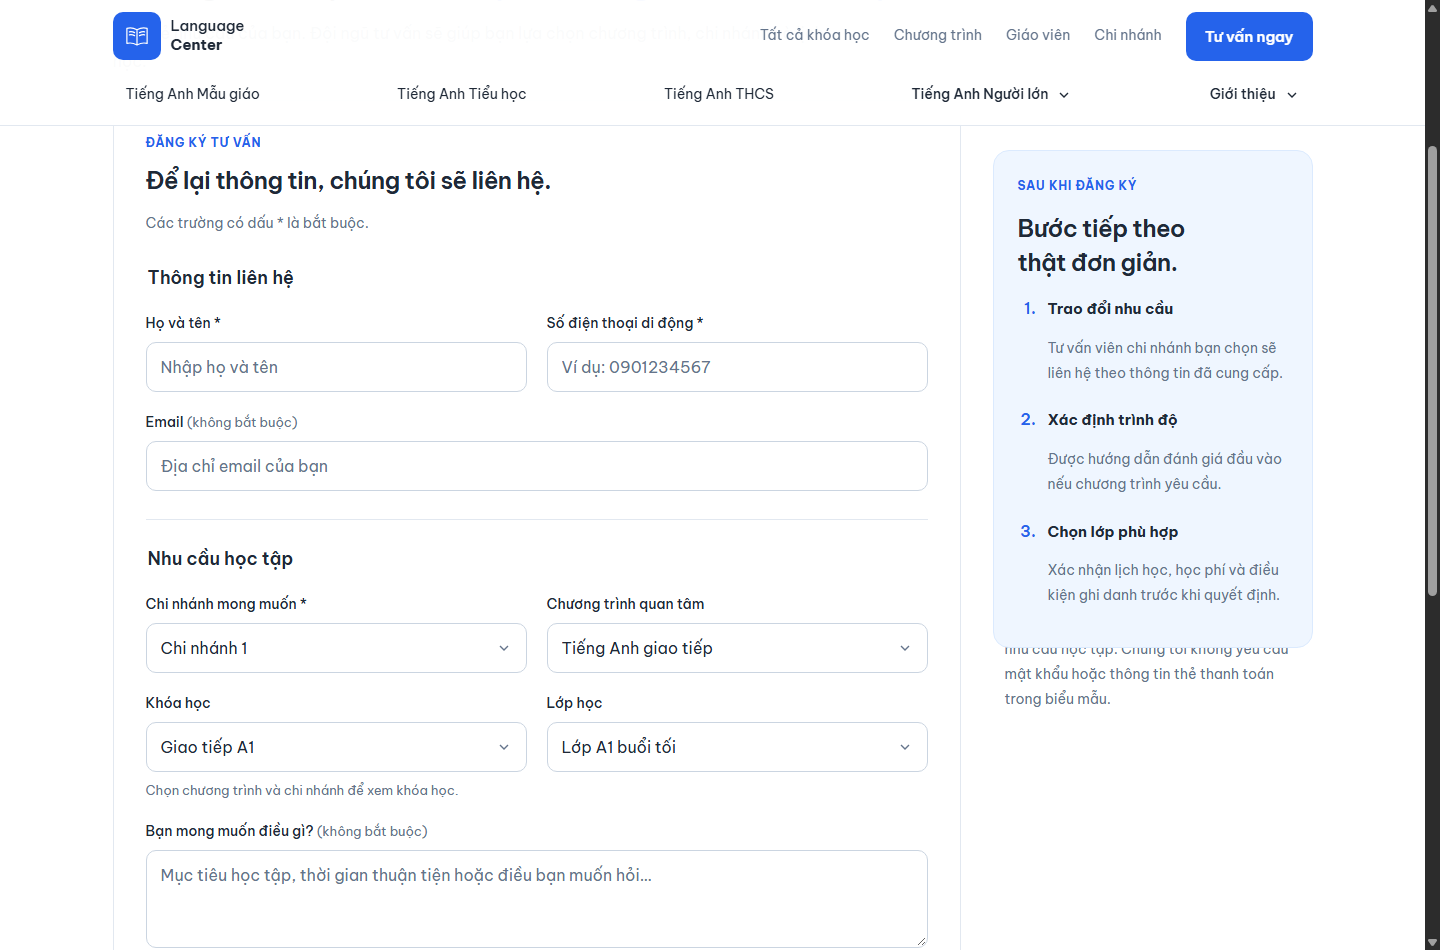 Language
Center
Tất cả khóa học
Chương trình
Giáo viên
Chi nhánh
Tư vấn ngay
Tiếng Anh Mẫu giáo
Tiếng Anh Tiểu học
Tiếng Anh THCS
Tiếng Anh Người lớn
Giới thiệu
ĐĂNG KÝ TƯ VẤN
Để lại thông tin, chúng tôi sẽ liên hệ.
Các trường có dấu * là bắt buộc.
Thông tin liên hệ
Họ và tên *
Số điện thoại di động *
Nhập họ và tên
Ví dụ: 0901234567
Email (không bắt buộc)
Địa chỉ email của bạn
Nhu cầu học tập
Chi nhánh mong muốn *
Chương trình quan tâm
Chi nhánh 1
Tiếng Anh giao tiếp
Khóa học
Lớp học
Giao tiếp A1
Lớp A1 buổi tối
Chọn chương trình và chi nhánh để xem khóa học.
Bạn mong muốn điều gì? (không bắt buộc)
Mục tiêu học tập, thời gian thuận tiện hoặc điều bạn muốn hỏi...
SAU KHI ĐĂNG KÝ
Bước tiếp theo
thật đơn giản.
1. Trao đổi nhu cầu
Tư vấn viên chi nhánh bạn chọn sẽ
liên hệ theo thông tin đã cung cấp.
2. Xác định trình độ
Được hướng dẫn đánh giá đầu vào
nếu chương trình yêu cầu.
3. Chọn lớp phù hợp
Xác nhận lịch học, học phí và điều
kiện ghi danh trước khi quyết định.
nhu cầu học tập. Chúng tôi không yêu cầu
mật khẩu hoặc thông tin thẻ thanh toán
trong biểu mẫu.